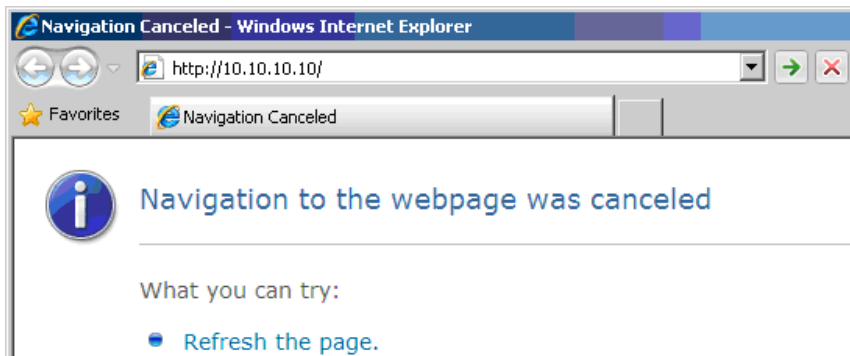 Navigation Canceled - Windows Internet Explorer
http://10.10.10.10/
Favorites
Navigation Canceled
Navigation to the webpage was canceled
What you can try:
Refresh the page.